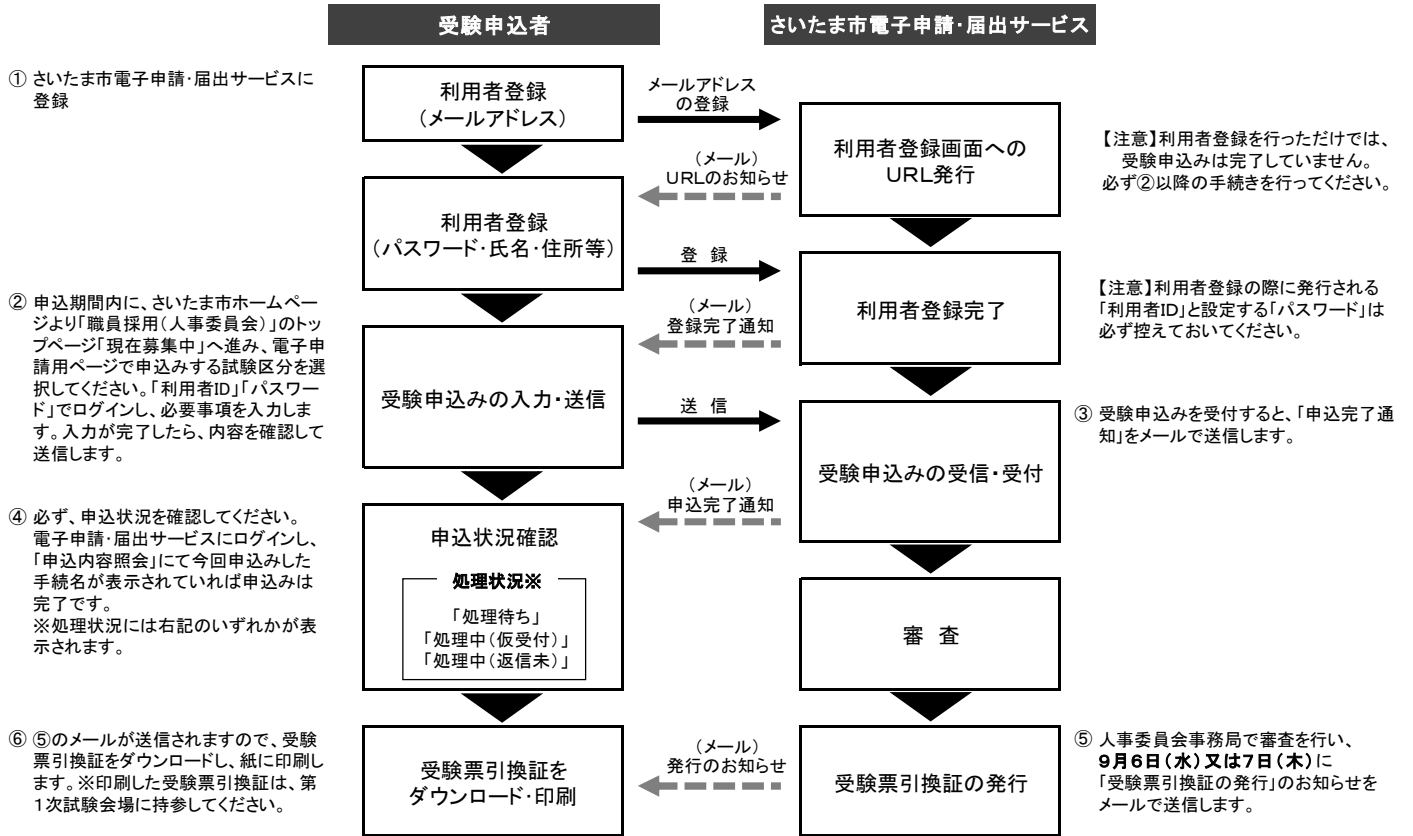 受験申込者
さいたま市電子申請・届出サービス
① さいたま市電子申請・届出サービスに
登録
利用者登録
（メールアドレス）
メールアドレス
の登録
利用者登録画面への
URL発行
【注意】利用者登録を行っただけでは、
受験申込みは完了していません。
必ず②以降の手続きを行ってください。
（メール）
URLのお知らせ
利用者登録
（パスワード・氏名・住所等）
登 録
利用者登録完了
【注意】利用者登録の際に発行される
「利用者ID」と設定する「パスワード」は
必ず控えておいてください。
（メール）
登録完了通知
② 申込期間内に、さいたま市ホームペー
ジより「職員採用（人事委員会）」のトッ
プページ「現在募集中」へ進み、電子申
請用ページで申込みする試験区分を選
択してください。「利用者ID」「パスワー
ド」でログインし、必要事項を入力しま
す。入力が完了したら、内容を確認して
送信します。
受験申込みの入力・送信
送 信
受験申込みの受信・受付
③ 受験申込みを受付すると、「申込完了通
知」をメールで送信します。
（メール）
申込完了通知
④ 必ず、申込状況を確認してください。
電子申請・届出サービスにログインし、
「申込内容照会」にて今回申込みした
手続名が表示されていれば申込みは
完了です。
※処理状況には右記のいずれかが表
示されます。
申込状況確認
処理状況※
「処理待ち」
「処理中（仮受付）」
「処理中（返信未）」
審 査
⑥ ⑤のメールが送信されますので、受験
票引換証をダウンロードし、紙に印刷し
ます。※印刷した受験票引換証は、第
１次試験会場に持参してください。
受験票引換証を
ダウンロード・印刷
（メール）
発行のお知らせ
受験票引換証の発行
⑤ 人事委員会事務局で審査を行い、
９月６日（水）又は７日（木）に
「受験票引換証の発行」のお知らせを
メールで送信します。